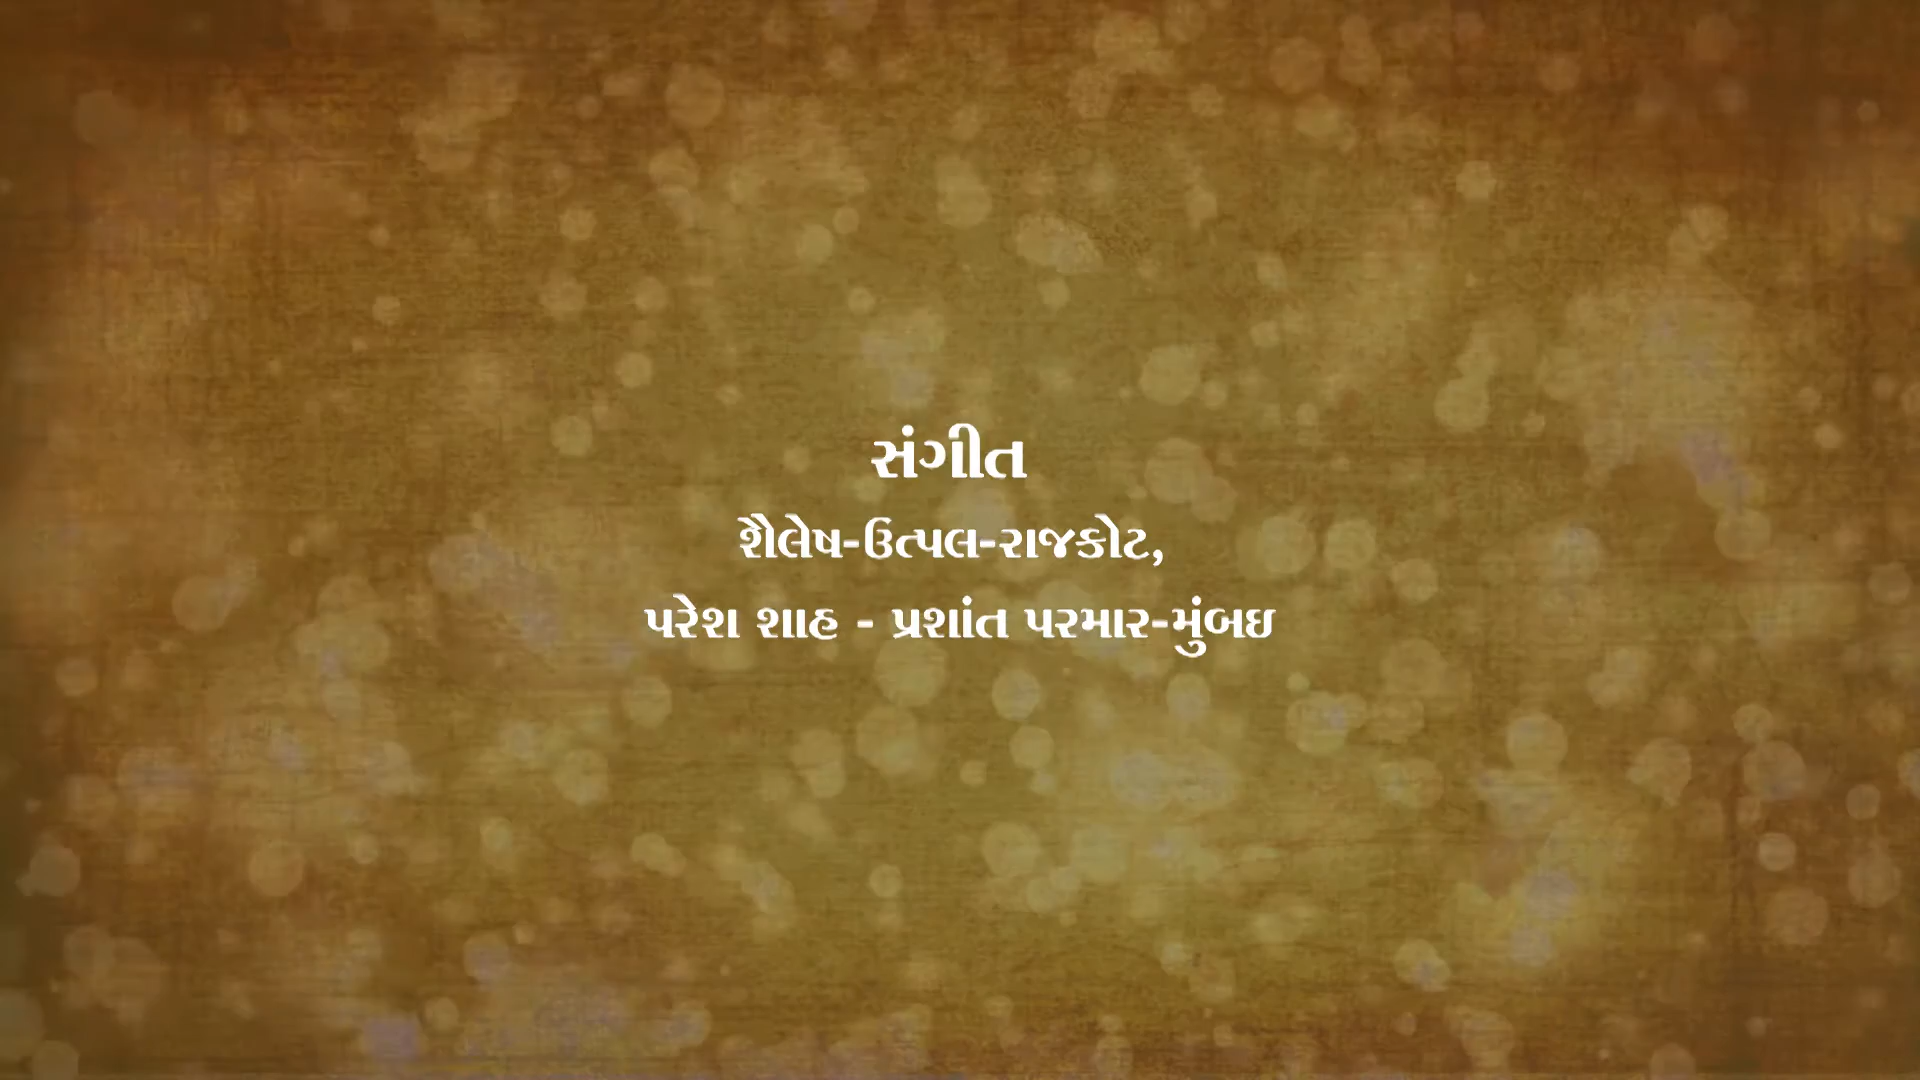 સંગીત
શૈલેષ-ઉત્પલ-રાજકોટ,
પરેશ શાહ - પ્રશાંત પરમાર-મુંબઇ